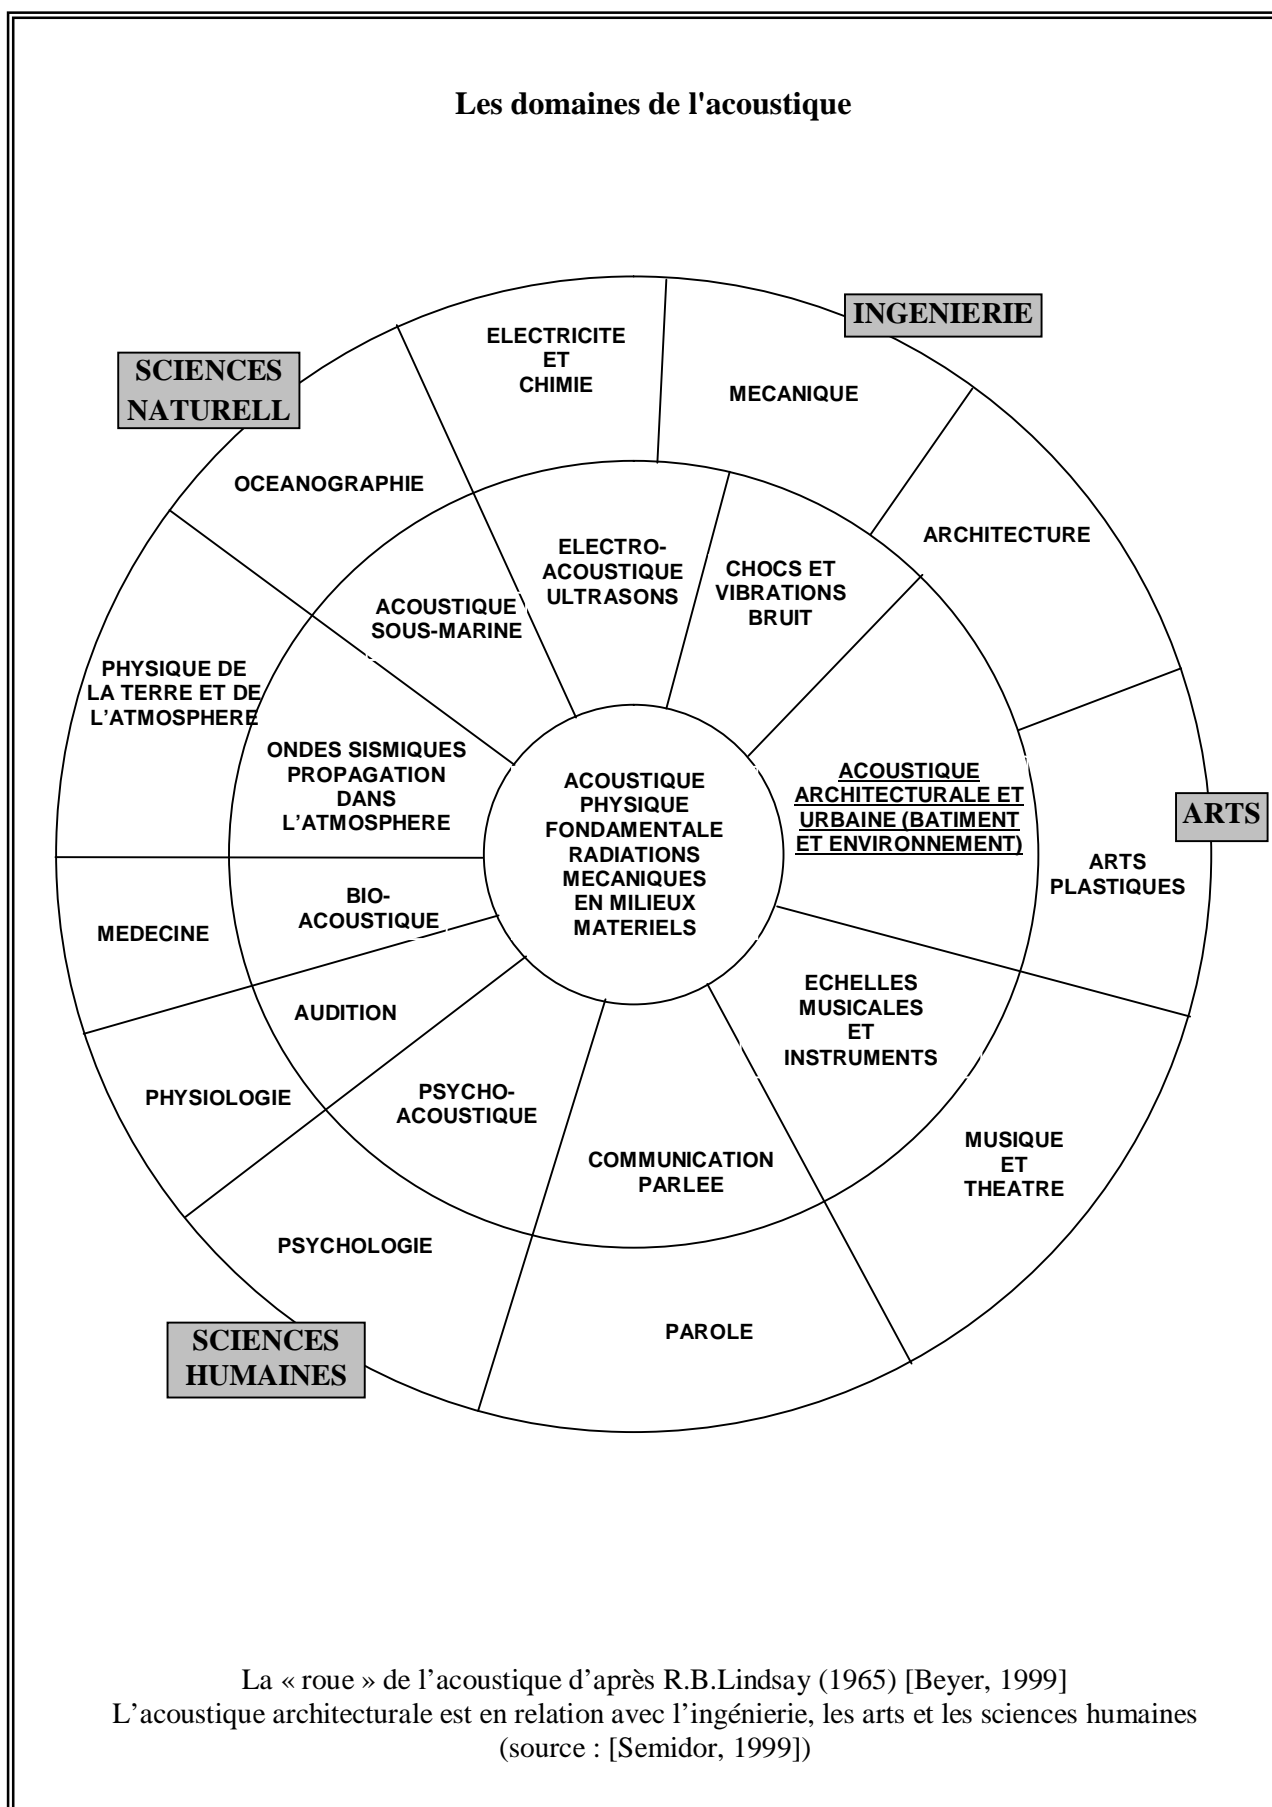 Les domaines de l'acoustique
INGENIERIE
SCIENCES
NATURELL
ELECTRICITE
ET
CHIMIE
MECANIQUE
OCEANOGRAPHIE
ARCHITECTURE
ELECTRO-
ACOUSTIQUE
ULTRASONS
CHOCS ET
VIBRATIONS
BRUIT
ACOUSTIQUE
SOUS-MARINE
PHYSIQUE DE
LA TERRE ET DE
L’ATMOSPHERE
ONDES SISMIQUES
PROPAGATION
DANS
L’ATMOSPHERE
ACOUSTIQUE
PHYSIQUE
FONDAMENTALE
RADIATIONS
MECANIQUES
EN MILIEUX
MATERIELS
ACOUSTIQUE
ARCHITECTURALE ET
URBAINE (BATIMENT
ET ENVIRONNEMENT)
ARTS
ARTS
PLASTIQUES
BIO-
ACOUSTIQUE
MEDECINE
AUDITION
ECHELLES
MUSICALES
ET
INSTRUMENTS
PHYSIOLOGIE
PSYCHO-
ACOUSTIQUE
COMMUNICATION
PARLEE
MUSIQUE
ET
THEATRE
PSYCHOLOGIE
PAROLE
SCIENCES
HUMAINES
La « roue » de l’acoustique d’après R.B.Lindsay (1965) [Beyer, 1999]
L’acoustique architecturale est en relation avec l’ingénierie, les arts et les sciences humaines
(source : [Semidor, 1999])